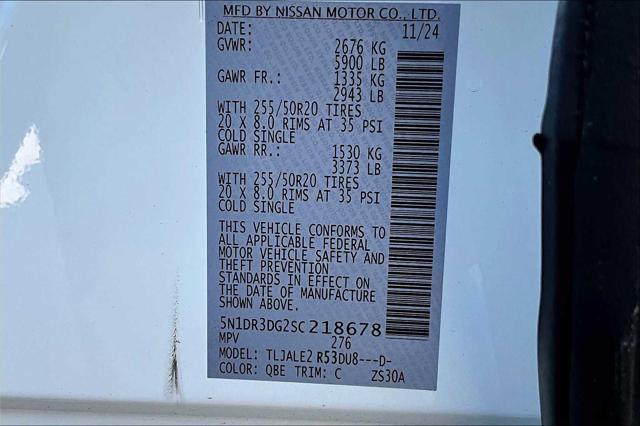 MFD BY NISSAN MOTOR CO., LTD.
DATE: 11/24
GVWR: 2676 KG
5900 LB
GAWR FR.: 1335 KG
2943 LB
WITH 255/50R20 TIRES
20 X 8.0 RIMS AT 35 PSI
COLD SINGLE
GAWR RR.: 1530 KG
3373 LB
WITH 255/50R20 TIRES
20 X 8.0 RIMS AT 35 PSI
COLD SINGLE
THIS VEHICLE CONFORMS TO
ALL APPLICABLE FEDERAL
MOTOR VEHICLE SAFETY AND
THEFT PREVENTION
STANDARDS IN EFFECT ON
THE DATE OF MANUFACTURE
SHOWN ABOVE.
5N1DR3DG2SC218678
MPV 276
MODEL: TLJALE2 R53DU8---D-
COLOR: QBE TRIM: C ZS30A